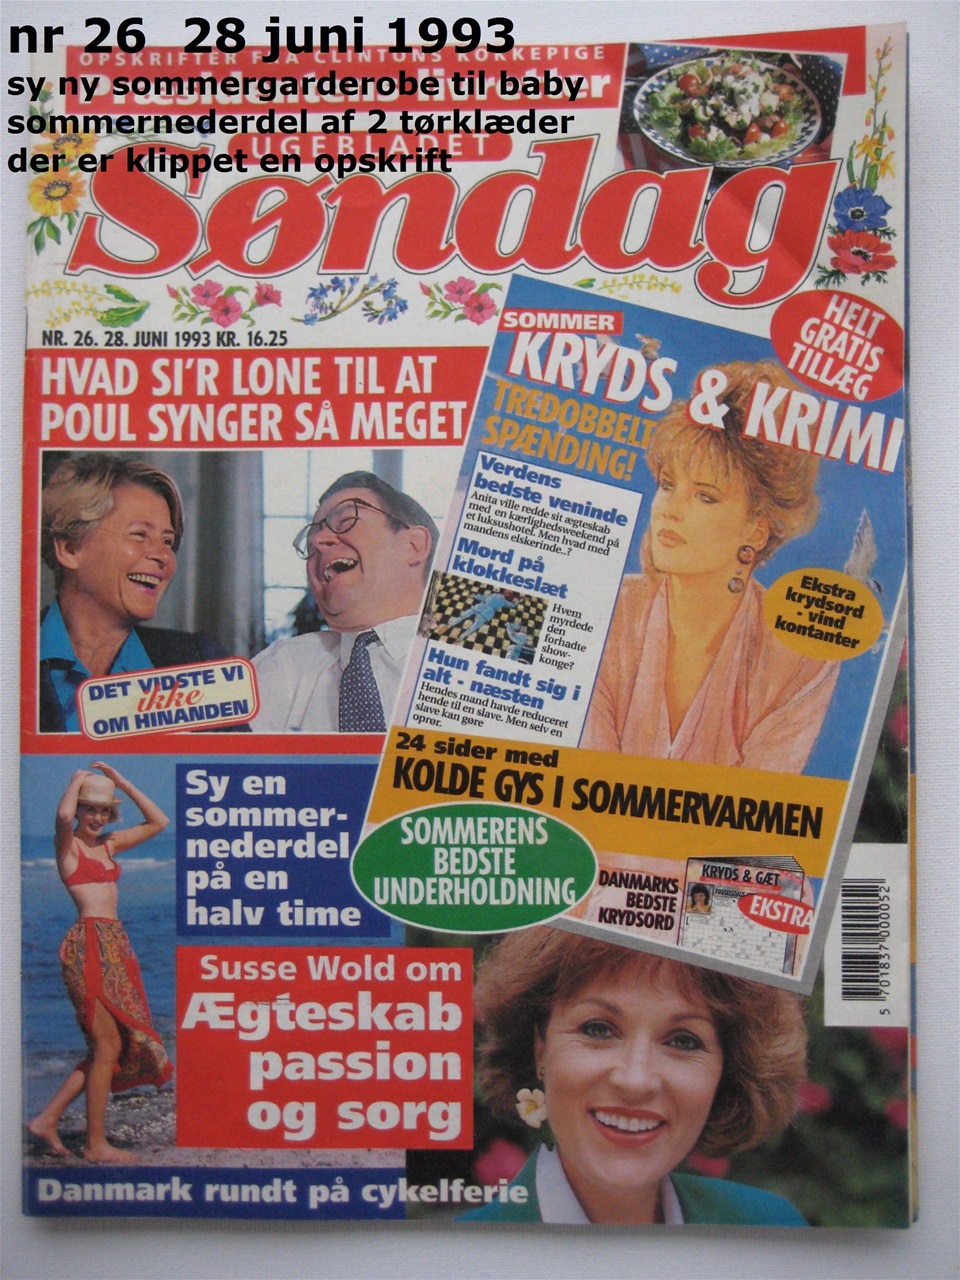 nr 26 28 juni 1993
sy ny sommergarderobe til baby
sommernederdel af 2 tørklæder
der er klippet en opskrift
OPSKRIFTER FRA CLINTONS KOKKEPIGE
UGEBLADET
Søndag
NR. 26. 28. JUNI 1993 KR. 16.25
HELT
GRATIS
TILLÆG
HVAD SI'R LONE TIL AT
POUL SYNGER SÅ MEGET
DET VIDSTE VI
ikke
OM HINANDEN
SOMMER
KRYDS & KRIMI
TREDOBBELT
SPÆNDING!
Verdens
bedste veninde
Anita ville redde sit ægteskab
med en kærlighedsweekend på
et luksushotel. Men hvad med
mandens elskerinde..?
Mord på
klokkeslæt
Hvem
myrdede
den
forhadte
show-
konge?
Hun fandt sig i
alt - næsten
Hendes mand havde reduceret
hende til en slave. Men selv en
slave kan gøre
oprør.
Ekstra
krydsord
- vind
kontanter
24 sider med
KOLDE GYS I SOMMERVARMEN
SOMMERENS
BEDSTE
UNDERHOLDNING
DANMARKS
BEDSTE
KRYDSORD
KRYDS & GÆT
EKSTRA
Sy en
sommer-
nederdel
på en
halv time
Susse Wold om
Ægteskab
passion
og sorg
Danmark rundt på cykelferie
5 701837 000052